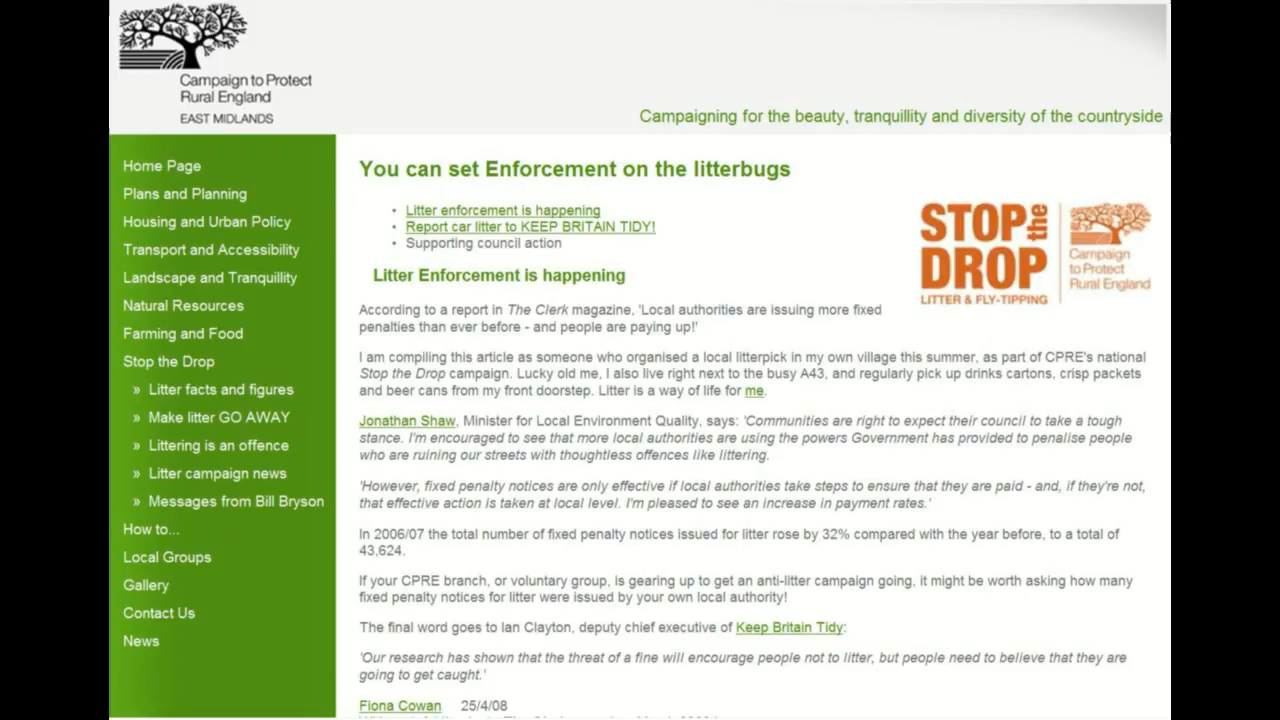 Campaign to Protect
Rural England
EAST MIDLANDS
Campaigning for the beauty, tranquillity and diversity of the countryside
Home Page
Plans and Planning
Housing and Urban Policy
Transport and Accessibility
Landscape and Tranquillity
Natural Resources
Farming and Food
Stop the Drop
» Litter facts and figures
» Make litter GO AWAY
» Littering is an offence
» Litter campaign news
» Messages from Bill Bryson
How to...
Local Groups
Gallery
Contact Us
News
You can set Enforcement on the litterbugs
• Litter enforcement is happening
• Report car litter to KEEP BRITAIN TIDY!
• Supporting council action
STOP the
DROP
LITTER & FLY-TIPPING
Campaign
to Protect
Rural England
Litter Enforcement is happening
According to a report in The Clerk magazine, 'Local authorities are issuing more fixed
penalties than ever before - and people are paying up!'
I am compiling this article as someone who organised a local litterpick in my own village this summer, as part of CPRE's national
Stop the Drop campaign. Lucky old me, I also live right next to the busy A43, and regularly pick up drinks cartons, crisp packets
and beer cans from my front doorstep. Litter is a way of life for me.
Jonathan Shaw, Minister for Local Environment Quality, says: 'Communities are right to expect their council to take a tough
stance. I'm encouraged to see that more local authorities are using the powers Government has provided to penalise people
who are ruining our streets with thoughtless offences like littering.
'However, fixed penalty notices are only effective if local authorities take steps to ensure that they are paid - and, if they're not,
that effective action is taken at local level. I'm pleased to see an increase in payment rates.'
In 2006/07 the total number of fixed penalty notices issued for litter rose by 32% compared with the year before, to a total of
43,624.
If your CPRE branch, or voluntary group, is gearing up to get an anti-litter campaign going, it might be worth asking how many
fixed penalty notices for litter were issued by your own local authority!
The final word goes to Ian Clayton, deputy chief executive of Keep Britain Tidy:
'Our research has shown that the threat of a fine will encourage people not to litter, but people need to believe that they are
going to get caught.'
Fiona Cowan 25/4/08